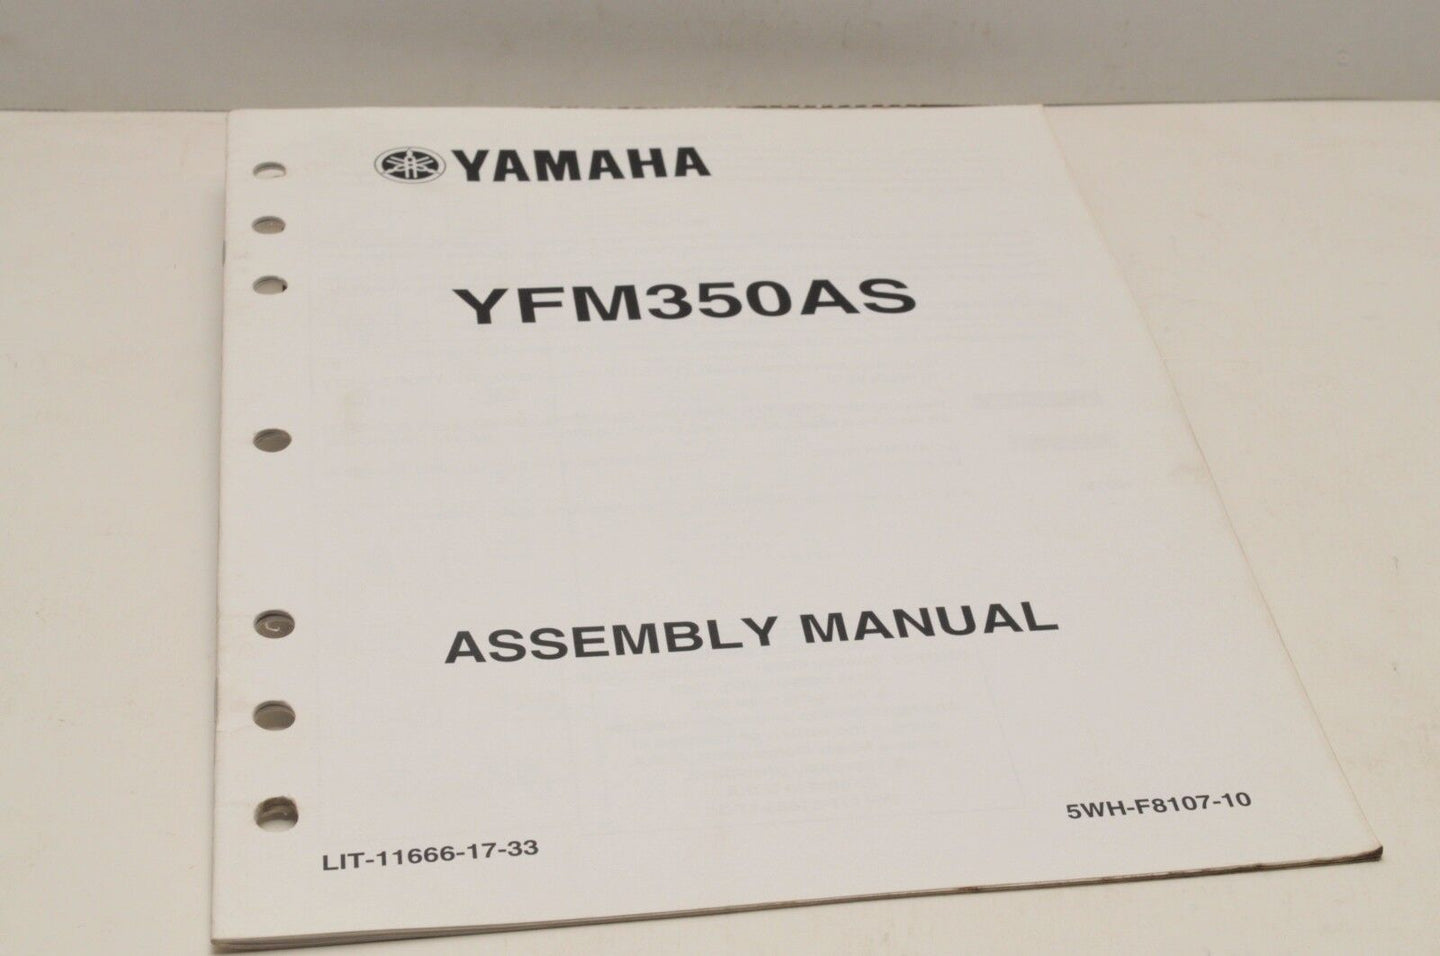 YAMAHA
YFM350AS
ASSEMBLY MANUAL
LIT-11666-17-33
5WH-F8107-10